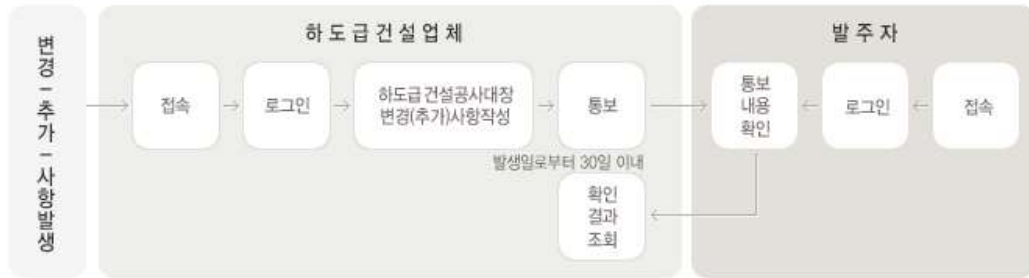 변경-추가-사항발생
하도급건설업체
접속
로그인
하도급건설공사대장
변경(추가)사항작성
통보
발생일로부터 30일 이내
확인
결과
조회
발주자
통보
내용
확인
로그인
접속